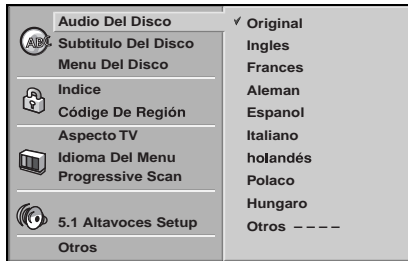 Audio Del Disco
Subtitulo Del Disco
Menu Del Disco
Indice
Códige De Región
Aspecto TV
Idioma Del Menu
Progressive Scan
5.1 Altavoces Setup
Otros
✓ Original
Ingles
Frances
Aleman
Espanol
Italiano
holandés
Polaco
Hungaro
Otros – – – –
ABC